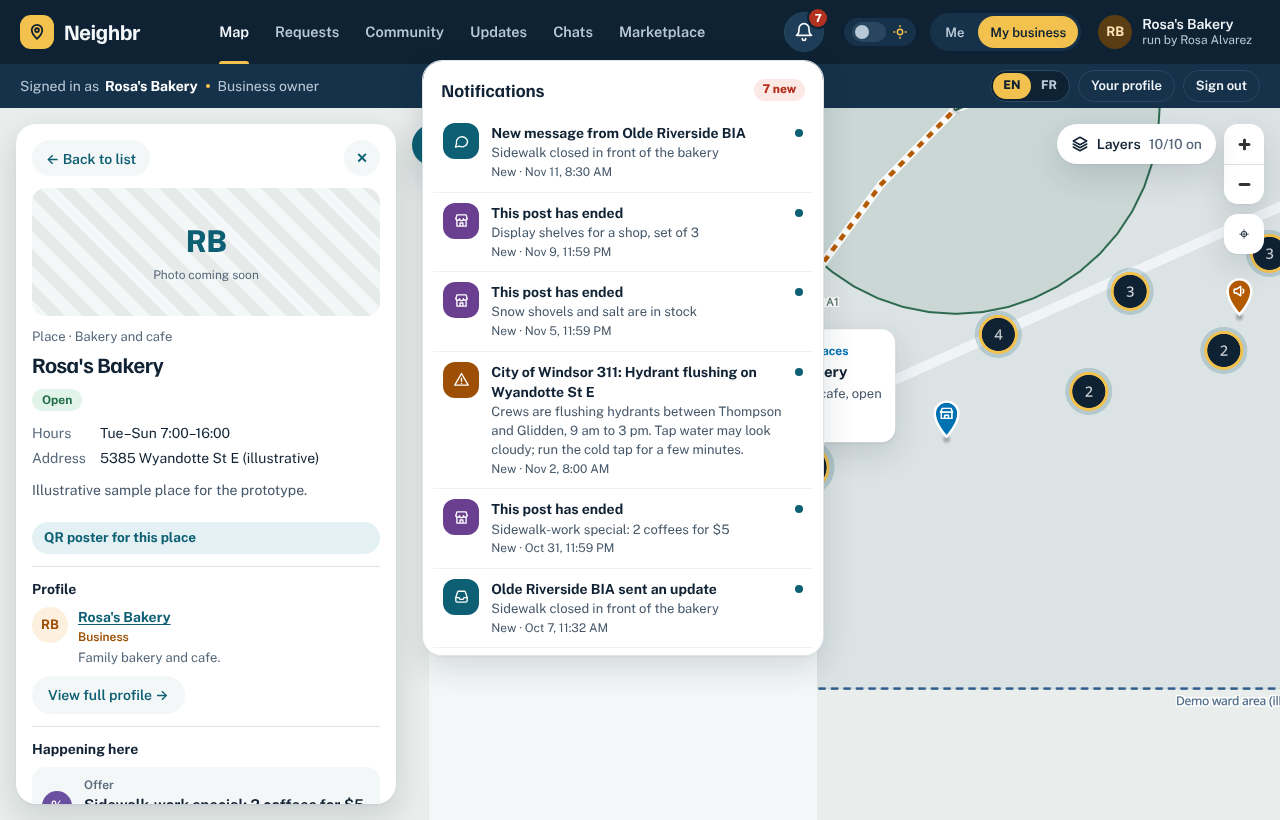 Neighbr
Map
Requests
Community
Updates
Chats
Marketplace
7
Me
My business
RB
Rosa's Bakery
run by Rosa Alvarez
Signed in as Rosa's Bakery • Business owner
EN
FR
Your profile
Sign out
← Back to list
×
RB
Photo coming soon
Place · Bakery and cafe
Rosa's Bakery
Open
Hours Tue–Sun 7:00–16:00
Address 5385 Wyandotte St E (illustrative)
Illustrative sample place for the prototype.
QR poster for this place
Profile
RB
Rosa's Bakery
Business
Family bakery and cafe.
View full profile →
Happening here
Offer
Sidewalk-work special: 2 coffees for $5
Notifications
7 new
New message from Olde Riverside BIA
Sidewalk closed in front of the bakery
New · Nov 11, 8:30 AM
This post has ended
Display shelves for a shop, set of 3
New · Nov 9, 11:59 PM
This post has ended
Snow shovels and salt are in stock
New · Nov 5, 11:59 PM
City of Windsor 311: Hydrant flushing on
Wyandotte St E
Crews are flushing hydrants between Thompson
and Glidden, 9 am to 3 pm. Tap water may look
cloudy; run the cold tap for a few minutes.
New · Nov 2, 8:00 AM
This post has ended
Sidewalk-work special: 2 coffees for $5
New · Oct 31, 11:59 PM
Olde Riverside BIA sent an update
Sidewalk closed in front of the bakery
New · Oct 7, 11:32 AM
Layers 10/10 on
+
−
3
3
A1
4
2
2
aces
ery
cafe, open
Demo ward area (ill